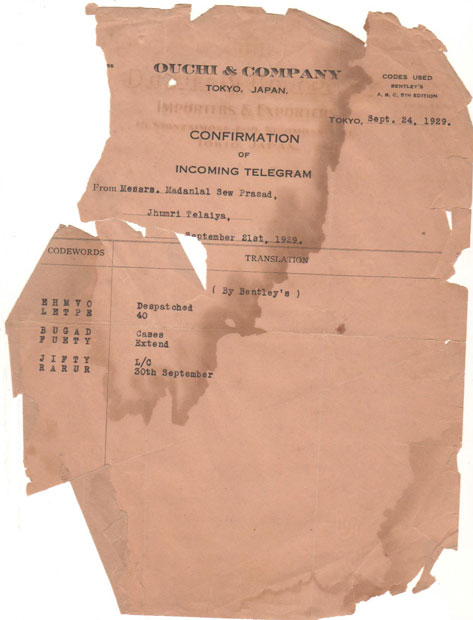 OUCHI & COMPANY
TOKYO, JAPAN.
CODES USED
BENTLEY'S
A, B, C, 5TH EDITION
IMPORTERS & EXPORTERS
TOKYO, Sept. 24, 1929.
CONFIRMATION
OF
INCOMING TELEGRAM
From Messrs. Madanlal Sew Prasad,
Jhumri Telaiya,
September 21st, 1929.
CODEWORDS TRANSLATION
( By Bentley's )
EHMVO Despatched
LETPE 40
BUGAD Cases
FUETY Extend
JIFTY L/C
RARUR 30th September